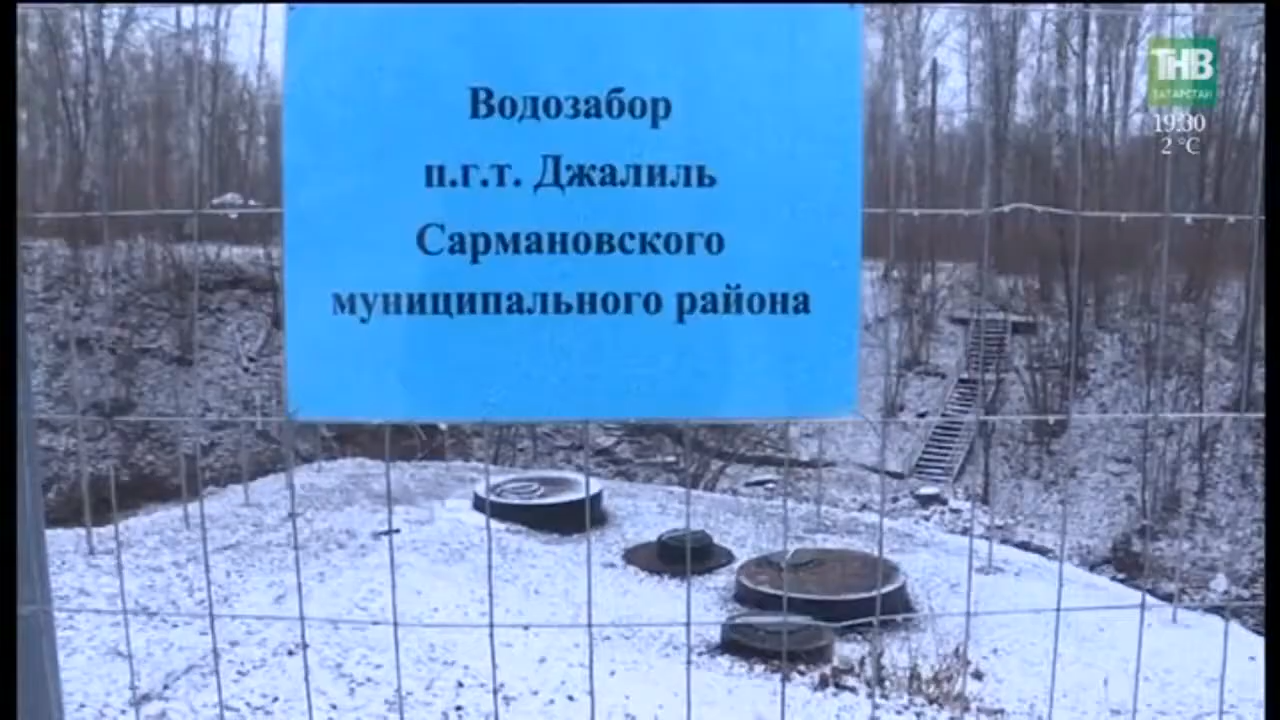 Водозабор
п.г.т. Джалиль
Сармановского
муниципального района
ТНВ
ТАТАРСТАН
19:30
2 °C